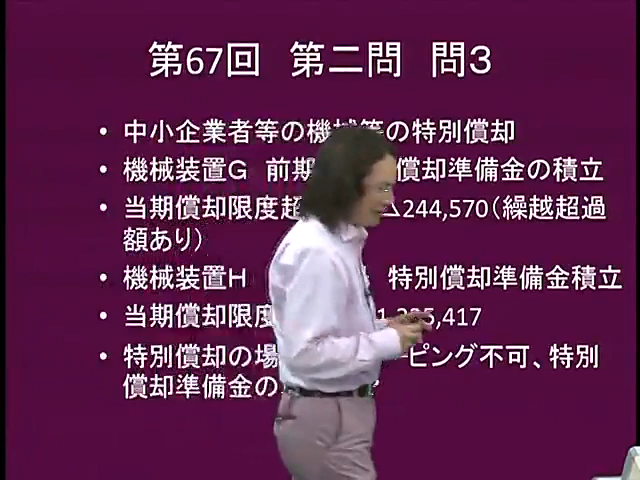 第67回 第二問 問3
• 中小企業者等の機械等の特別償却
• 機械装置G 前期 償却準備金の積立
• 当期償却限度超 △244,570(繰越超過
額あり)
• 機械装置H 特別償却準備金積立
• 当期償却限度 5,417
• 特別償却の場 ーピング不可、特別
償却準備金の